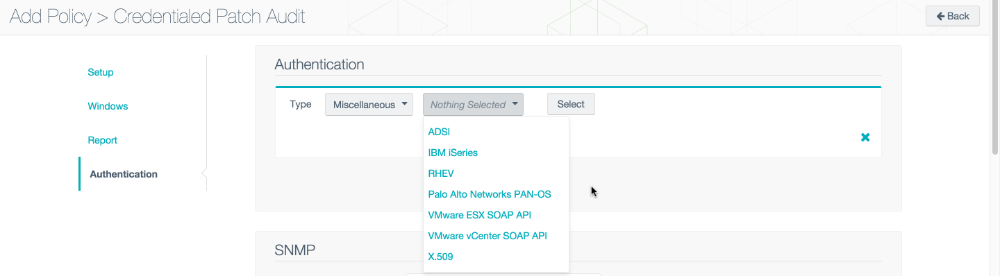 Add Policy > Credentialed Patch Audit
Back
Setup
Windows
Report
Authentication
Authentication
Type Miscellaneous Nothing Selected Select
ADSI
IBM iSeries
RHEV
Palo Alto Networks PAN-OS
VMware ESX SOAP API
VMware vCenter SOAP API
X.509
SNMP